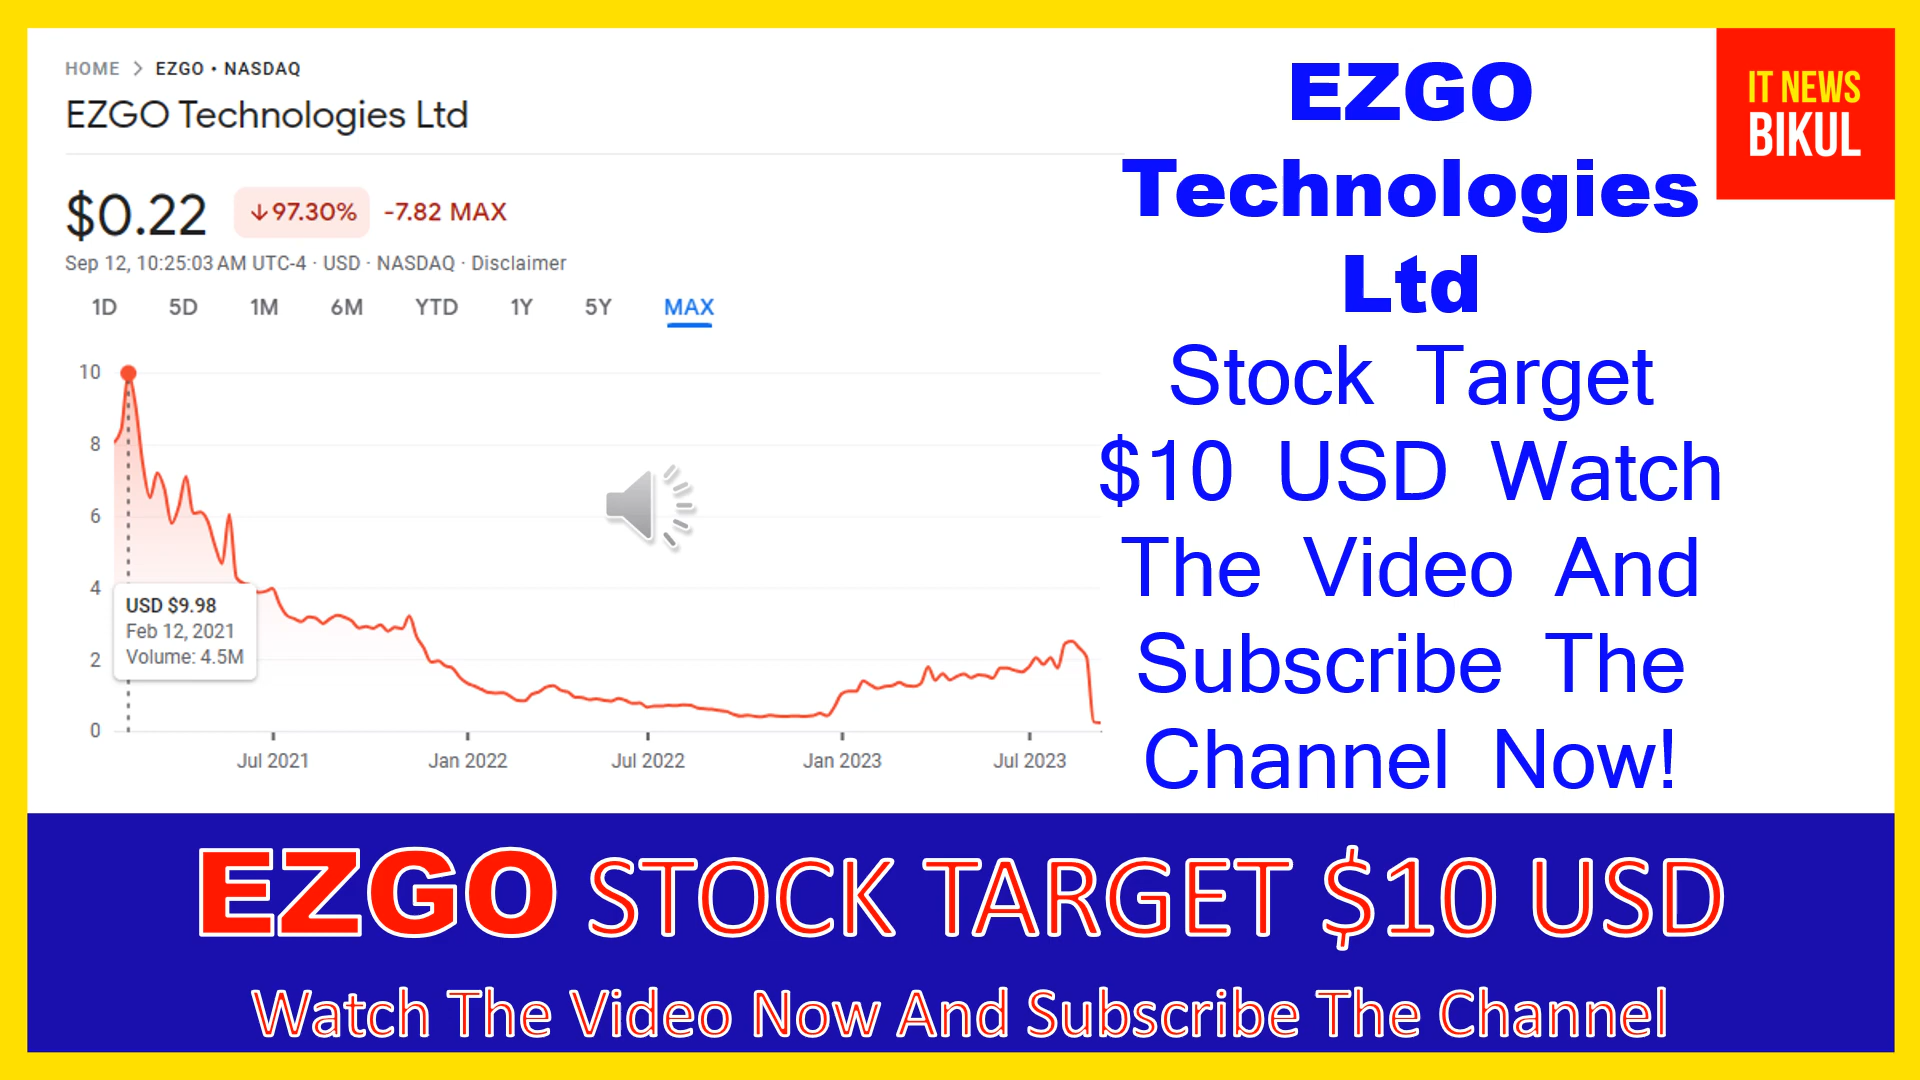 HOME > EZGO • NASDAQ
EZGO Technologies Ltd
$0.22 ↓97.30% -7.82 MAX
Sep 12, 10:25:03 AM UTC-4 · USD · NASDAQ · Disclaimer
1D 5D 1M 6M YTD 1Y 5Y MAX
10
8
6
4
2
0
USD $9.98
Feb 12, 2021
Volume: 4.5M
Jul 2021 Jan 2022 Jul 2022 Jan 2023 Jul 2023
EZGO
Technologies
Ltd
Stock Target
$10 USD Watch
The Video And
Subscribe The
Channel Now!
IT NEWS
BIKUL
EZGO STOCK TARGET $10 USD
Watch The Video Now And Subscribe The Channel